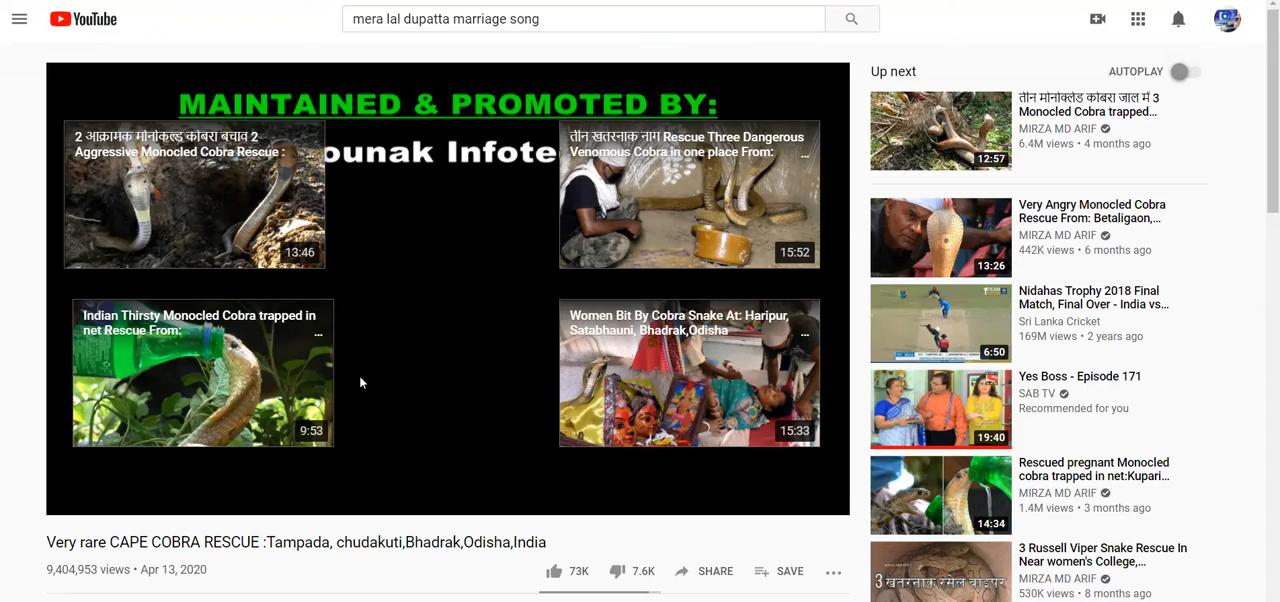 YouTube
mera lal dupatta marriage song
MAINTAINED & PROMOTED BY:
ounak Infote
2 आक्रामक मोनोकल्ड कोबरा बचाव 2
Aggressive Monocled Cobra Rescue :
13:46
तीन खतरनाक नाग Rescue Three Dangerous
Venomous Cobra in one place From:
15:52
Indian Thirsty Monocled Cobra trapped in
net Rescue From:
9:53
Women Bit By Cobra Snake At: Haripur,
Satabhauni, Bhadrak,Odisha
15:33
Very rare CAPE COBRA RESCUE :Tampada, chudakuti,Bhadrak,Odisha,India
9,404,953 views • Apr 13, 2020
73K
7.6K
SHARE
SAVE
Up next
AUTOPLAY
तीन मोनोक्लेड कोबरा जाल में 3
Monocled Cobra trapped...
MIRZA MD ARIF
6.4M views • 4 months ago
12:57
Very Angry Monocled Cobra
Rescue From: Betaligaon,...
MIRZA MD ARIF
442K views • 6 months ago
13:26
Nidahas Trophy 2018 Final
Match, Final Over - India vs...
Sri Lanka Cricket
169M views • 2 years ago
6:50
Yes Boss - Episode 171
SAB TV
Recommended for you
19:40
Rescued pregnant Monocled
cobra trapped in net:Kupari...
MIRZA MD ARIF
1.4M views • 3 months ago
14:34
3 Russell Viper Snake Rescue In
Near women's College,...
MIRZA MD ARIF
530K views • 8 months ago
3 खतरनाक रसेल वाइपर